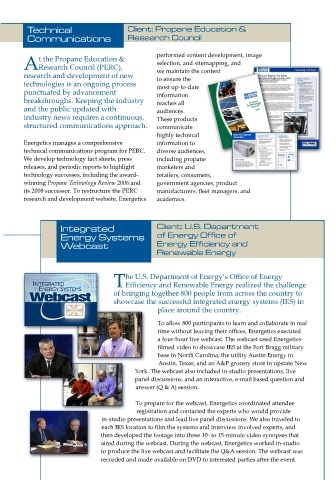 Technical
Communications
Client: Propane Education &
Research Council
At the Propane Education &
Research Council (PERC),
research and development of new
technologies is an ongoing process
punctuated by advancement
breakthroughs. Keeping the industry
and the public updated with
industry news requires a continuous,
structured communications approach.
Energetics manages a comprehensive
technical communications program for PERC.
We develop technology fact sheets, press
releases, and periodic reports to highlight
technology successes, including the award-
winning Propane Technology Review 2006 and
its 2008 successor. To restructure the PERC
research and development website, Energetics
performed content development, image
selection, and sitemapping, and
we maintain the content
to ensure the
most up-to-date
information
reaches all
audiences.
These products
communicate
highly technical
information to
diverse audiences,
including propane
marketers and
retailers, consumers,
government agencies, product
manufacturers, fleet managers, and
academics.
Integrated
Energy Systems
Webcast
Client: U.S. Department
of Energy Office of
Energy Efficiency and
Renewable Energy
INTEGRATED
ENERGY SYSTEMS
Webcast
The U.S. Department of Energy's Office of Energy
Efficiency and Renewable Energy realized the challenge
of bringing together 800 people from across the country to
showcase the successful integrated energy systems (IES) in
place around the country.
To allow 800 participants to learn and collaborate in real
time without leaving their offices, Energetics executed
a four-hour live webcast. The webcast used Energetics-
filmed video to showcase IES at the Fort Bragg military
base in North Carolina; the utility Austin Energy in
Austin, Texas; and an A&P grocery store in upstate New
York. The webcast also included in-studio presentations, live
panel discussions, and an interactive, e-mail based question and
answer (Q & A) session.
To prepare for the webcast, Energetics coordinated attendee
registration and contacted the experts who would provide
in-studio presentations and lead live panel discussions. We also traveled to
each IES location to film the systems and interview involved experts, and
then developed the footage into three 10- to 15-minute video synopses that
aired during the webcast. During the webcast, Energetics worked in-studio
to produce the live webcast and facilitate the Q&A session. The webcast was
recorded and made available on DVD to interested parties after the event.